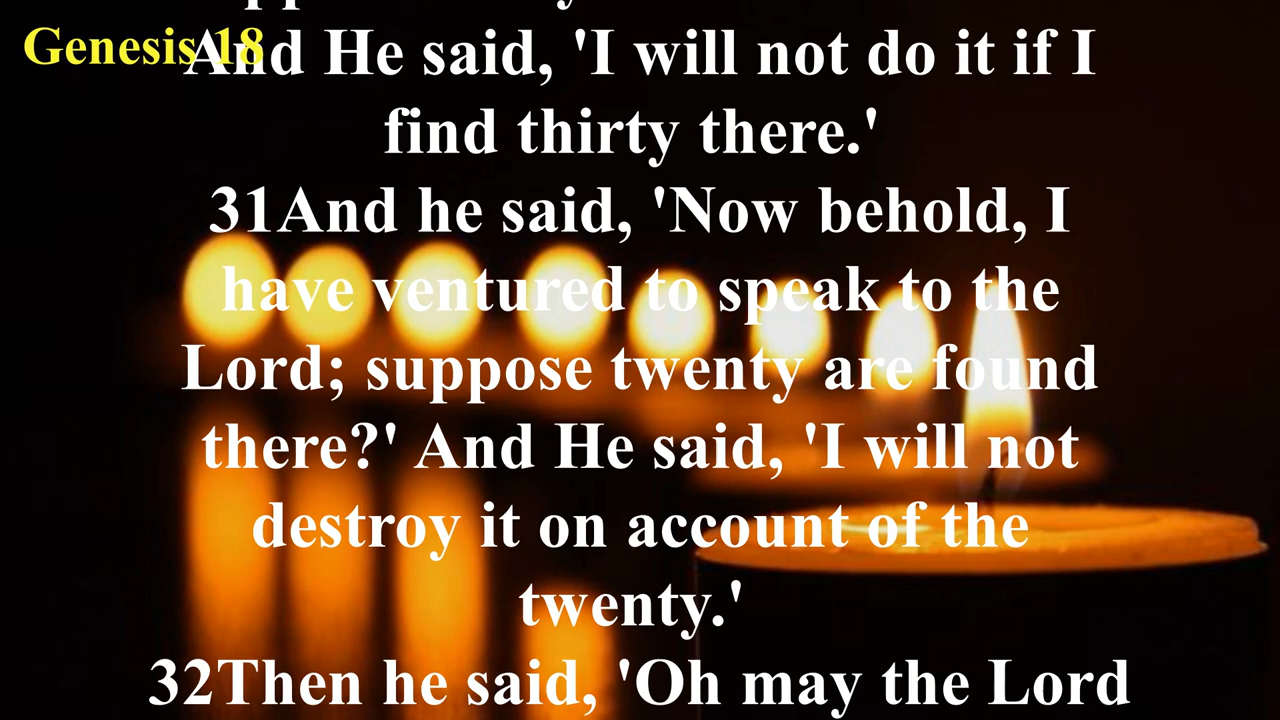 Genesis 18
And He said, 'I will not do it if I
find thirty there.'
31And he said, 'Now behold, I
have ventured to speak to the
Lord; suppose twenty are found
there?' And He said, 'I will not
destroy it on account of the
twenty.'
32Then he said, 'Oh may the Lord